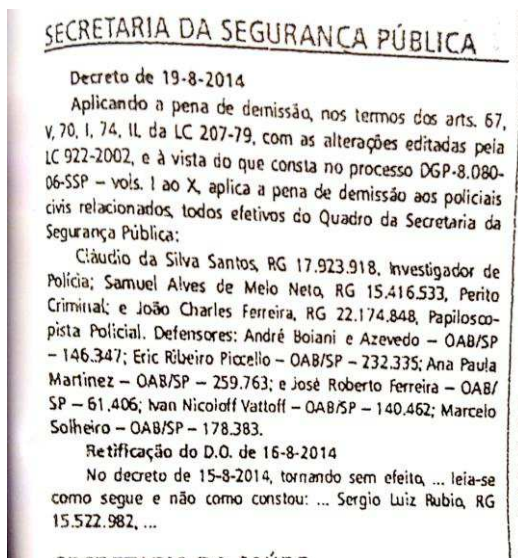 SECRETARIA DA SEGURANÇA PÚBLICA
Decreto de 19-8-2014
Aplicando a pena de demissão, nos termos dos arts. 67,
V, 70, I, 74, II, da LC 207-79, com as alterações editadas pela
LC 922-2002, e à vista do que consta no processo DGP-8.080-
06-SSP – vols. I ao X, aplica a pena de demissão aos policiais
civis relacionados, todos efetivos do Quadro da Secretaria da
Segurança Pública:
Cláudio da Silva Santos, RG 17.923.918, Investigador de
Polícia; Samuel Alves de Melo Neto, RG 15.416.533, Perito
Criminal; e João Charles Ferreira, RG 22.174.848, Papilosco-
pista Policial. Defensores: André Boiani e Azevedo – OAB/SP
– 146.347; Eric Ribeiro Piccelio – OAB/SP – 232.335; Ana Paula
Martinez – OAB/SP – 259.763; e José Roberto Ferreira – OAB/
SP – 61.406; Ivan Nicoloff Vatloff – OAB/SP – 140.462; Marcelo
Solheiro – OAB/SP – 178.383.
Retificação do D.O. de 16-8-2014
No decreto de 15-8-2014, tornando sem efeito, ... leia-se
como segue e não como constou: ... Sergio Luiz Rubio, RG
15.522.982, ...